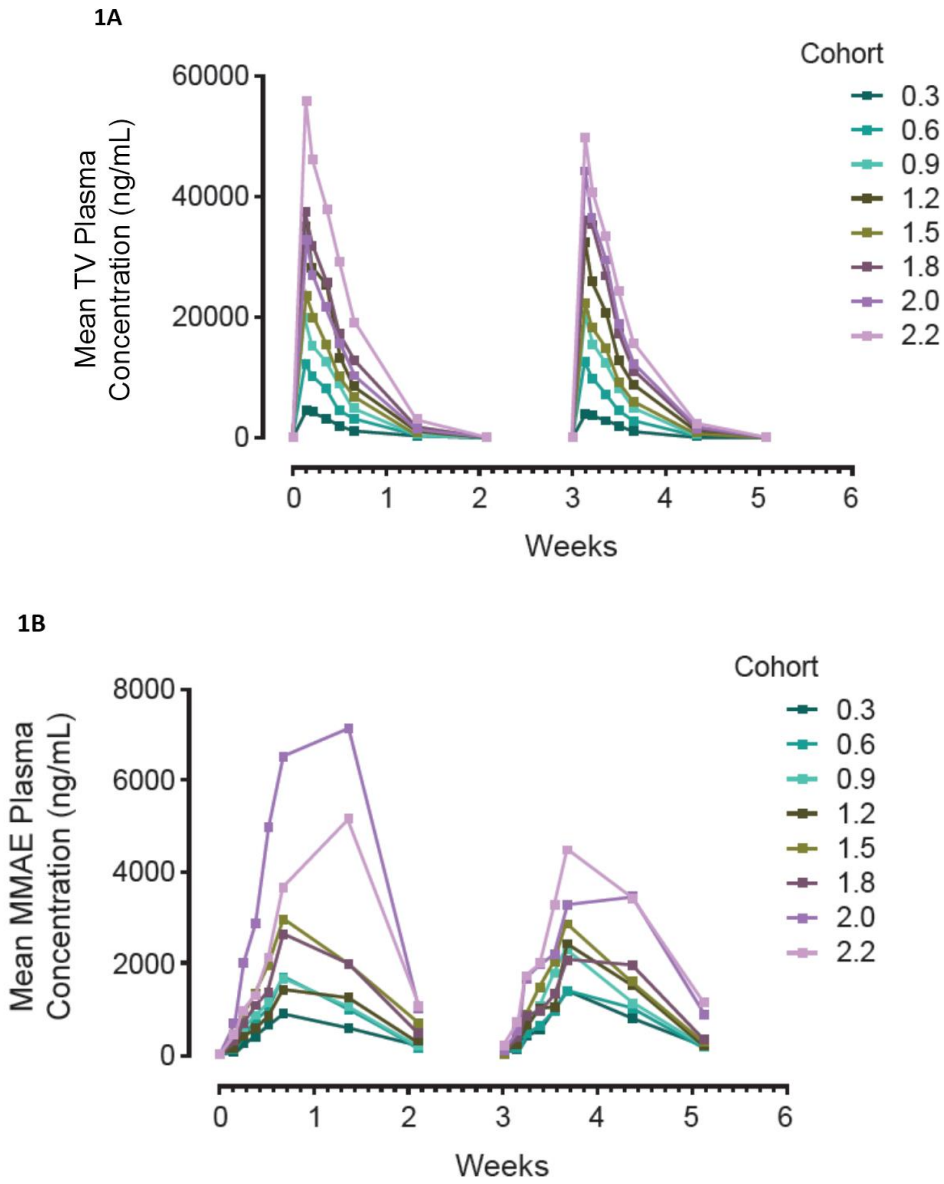 1A
Cohort
60000
40000
20000
0
Mean TV Plasma
Concentration (ng/mL)
0.3
0.6
0.9
1.2
1.5
1.8
2.0
2.2
0 1 2 3 4 5 6
Weeks
1B
Cohort
8000
6000
4000
2000
0
Mean MMAE Plasma
Concentration (ng/mL)
0.3
0.6
0.9
1.2
1.5
1.8
2.0
2.2
0 1 2 3 4 5 6
Weeks